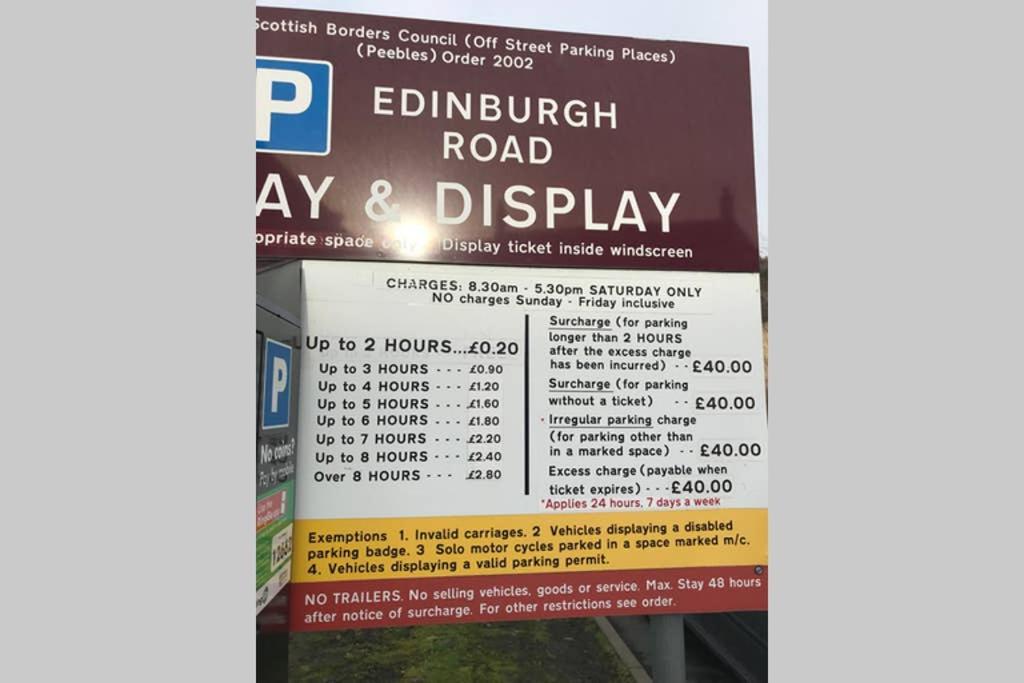 Scottish Borders Council (Off Street Parking Places)
(Peebles) Order 2002
P
EDINBURGH
ROAD
AY & DISPLAY
opriate space only Display ticket inside windscreen
CHARGES: 8.30am - 5.30pm SATURDAY ONLY
NO charges Sunday - Friday inclusive
Up to 2 HOURS...£0.20
Up to 3 HOURS - - - £0.90
Up to 4 HOURS - - - £1.20
Up to 5 HOURS - - - £1.60
Up to 6 HOURS - - - £1.80
Up to 7 HOURS - - - £2.20
Up to 8 HOURS - - - £2.40
Over 8 HOURS - - - £2.80
Surcharge (for parking
longer than 2 HOURS
after the excess charge
has been incurred) - - £40.00
Surcharge (for parking
without a ticket) - - £40.00
* Irregular parking charge
(for parking other than
in a marked space) - - £40.00
Excess charge (payable when
ticket expires) - - - £40.00
*Applies 24 hours, 7 days a week
Exemptions 1. Invalid carriages. 2 Vehicles displaying a disabled
parking badge. 3 Solo motor cycles parked in a space marked m/c.
4. Vehicles displaying a valid parking permit.
NO TRAILERS. No selling vehicles, goods or service. Max. Stay 48 hours
after notice of surcharge. For other restrictions see order.
P
No coins?
Pay by mobile